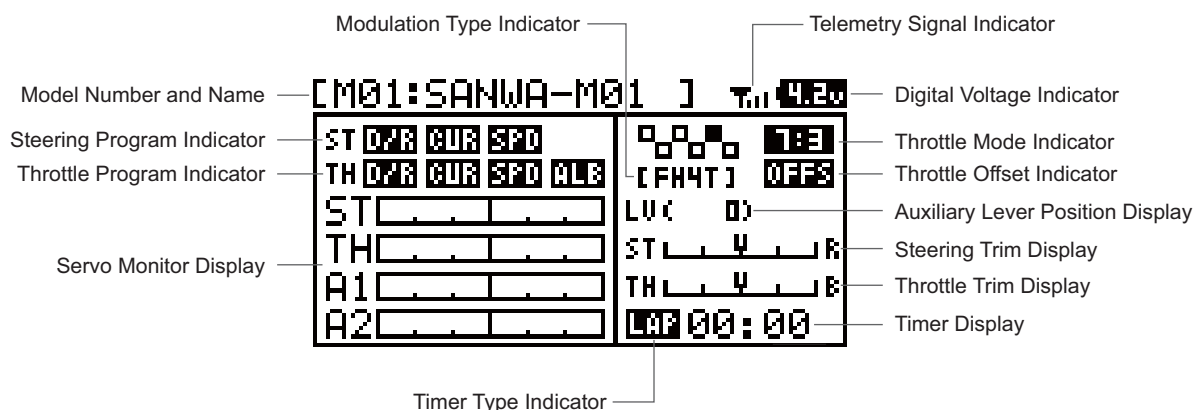 Modulation Type Indicator
Telemetry Signal Indicator
Model Number and Name
[M01:SANWA-M01 ]
4.2v
Digital Voltage Indicator
Steering Program Indicator
ST D/R CUR SPD
7:3
Throttle Mode Indicator
Throttle Program Indicator
TH D/R CUR SPD ALB
[FH4T]
OFFS
Throttle Offset Indicator
ST
LV( 0)
Auxiliary Lever Position Display
Servo Monitor Display
TH
ST R
Steering Trim Display
A1
TH B
Throttle Trim Display
A2
LAP 00:00
Timer Display
Timer Type Indicator